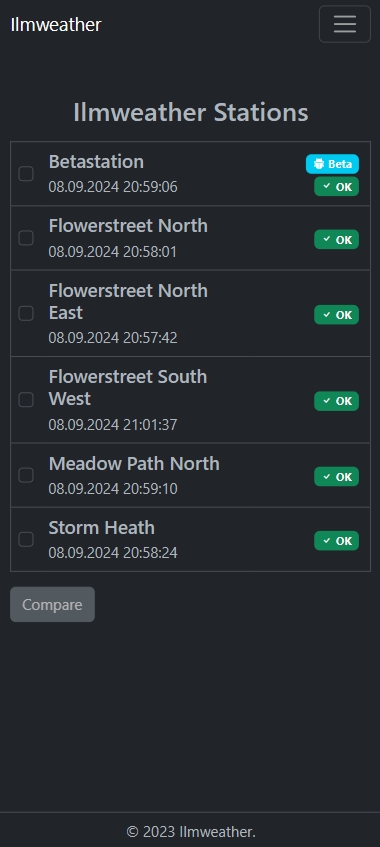 Ilmweather
Ilmweather Stations
Betastation
Beta
08.09.2024 20:59:06
OK
Flowerstreet North
08.09.2024 20:58:01
OK
Flowerstreet North
East
08.09.2024 20:57:42
OK
Flowerstreet South
West
08.09.2024 21:01:37
OK
Meadow Path North
08.09.2024 20:59:10
OK
Storm Heath
08.09.2024 20:58:24
OK
Compare
© 2023 Ilmweather.